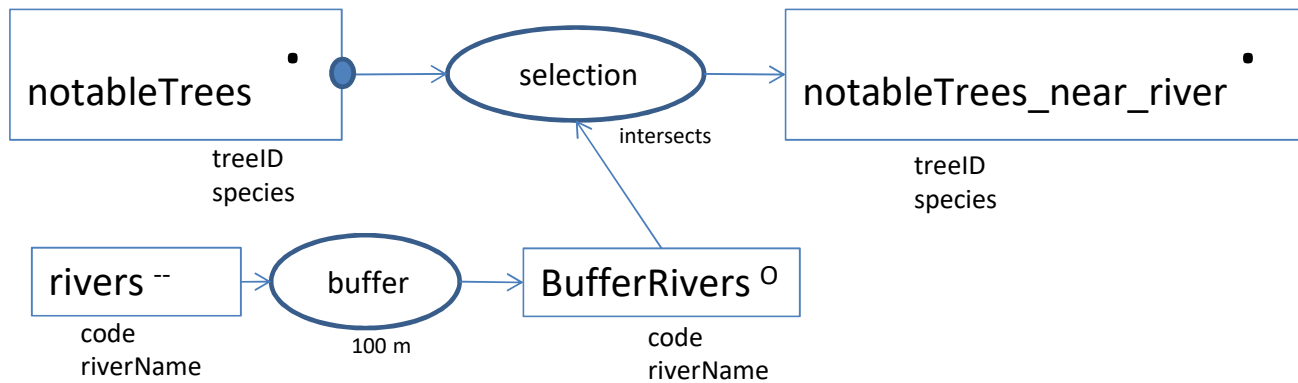 notableTrees
treeID
species
selection
intersects
notableTrees_near_river
treeID
species
rivers --
code
riverName
buffer
100 m
BufferRivers O
code
riverName